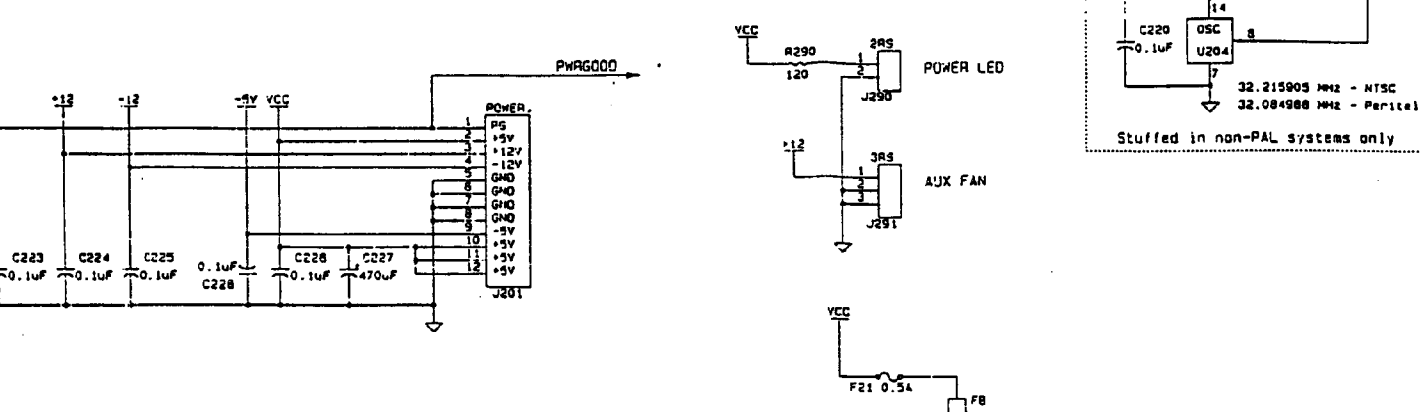 PWRGOOD
+12
-12
-5V VCC
POWER
1 PG
2 +5V
3 +12V
4 -12V
5 GND
6 GND
7 GND
8 GND
9 -5V
10 +5V
11 +5V
12 +5V
J201
C223
0.1uF
C224
0.1uF
C225
0.1uF
0.1uF
C228
C226
0.1uF
C227
470uF
VCC
R290
120
2RS
1
2
J290
POWER LED
+12
3RS
1
2
3
J291
AUX FAN
VCC
F21 0.5A
FB
C220
0.1uF
14
OSC
U204
8
7
32.215905 MHz - NTSC
32.084988 MHz - Peritel
Stuffed in non-PAL systems only